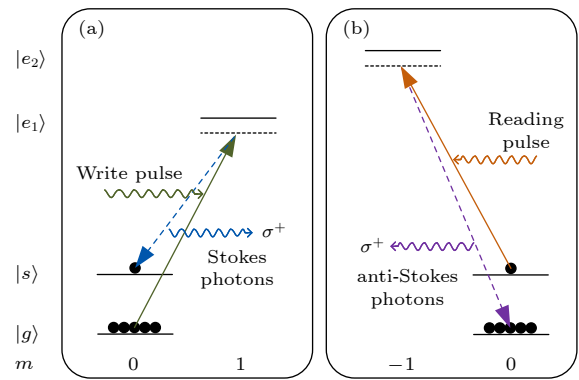 (a)
(b)
|e₂⟩
|e₁⟩
Reading
pulse
Write pulse
σ⁺
Stokes
photons
σ⁺
anti-Stokes
photons
|s⟩
|g⟩
m 0 1 −1 0